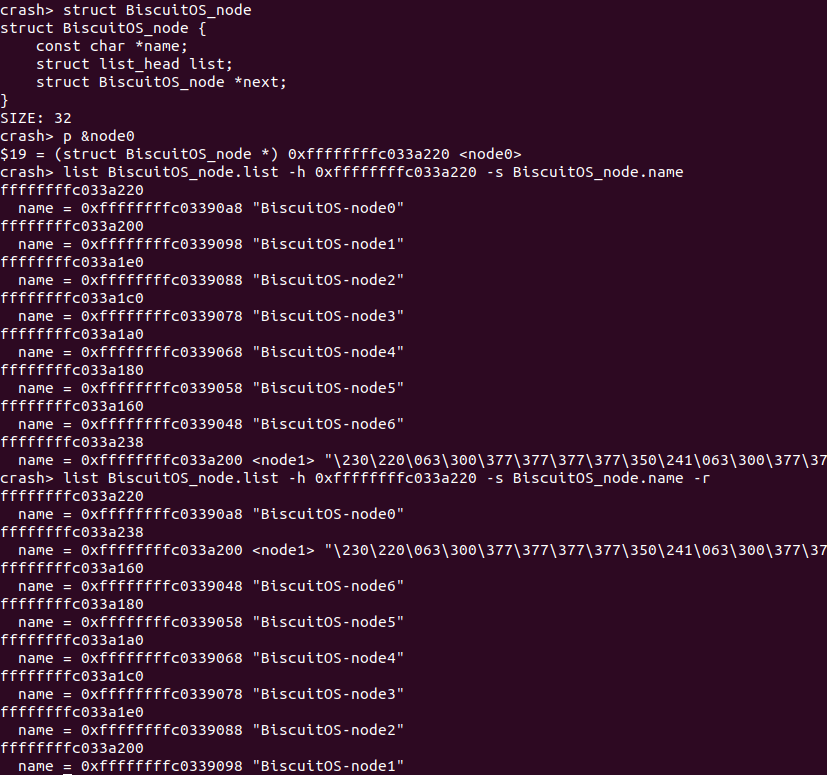 crash> struct BiscuitOS_node
struct BiscuitOS_node {
    const char *name;
    struct list_head list;
    struct BiscuitOS_node *next;
}
SIZE: 32
crash> p &node0
$19 = (struct BiscuitOS_node *) 0xffffffffc033a220 <node0>
crash> list BiscuitOS_node.list -h 0xffffffffc033a220 -s BiscuitOS_node.name
ffffffffc033a220
  name = 0xffffffffc03390a8 "BiscuitOS-node0"
ffffffffc033a200
  name = 0xffffffffc0339098 "BiscuitOS-node1"
ffffffffc033a1e0
  name = 0xffffffffc0339088 "BiscuitOS-node2"
ffffffffc033a1c0
  name = 0xffffffffc0339078 "BiscuitOS-node3"
ffffffffc033a1a0
  name = 0xffffffffc0339068 "BiscuitOS-node4"
ffffffffc033a180
  name = 0xffffffffc0339058 "BiscuitOS-node5"
ffffffffc033a160
  name = 0xffffffffc0339048 "BiscuitOS-node6"
ffffffffc033a238
  name = 0xffffffffc033a200 <node1> "\230\220\063\300\377\377\377\377\350\241\063\300\377\37
crash> list BiscuitOS_node.list -h 0xffffffffc033a220 -s BiscuitOS_node.name -r
ffffffffc033a220
  name = 0xffffffffc03390a8 "BiscuitOS-node0"
ffffffffc033a238
  name = 0xffffffffc033a200 <node1> "\230\220\063\300\377\377\377\377\350\241\063\300\377\37
ffffffffc033a160
  name = 0xffffffffc0339048 "BiscuitOS-node6"
ffffffffc033a180
  name = 0xffffffffc0339058 "BiscuitOS-node5"
ffffffffc033a1a0
  name = 0xffffffffc0339068 "BiscuitOS-node4"
ffffffffc033a1c0
  name = 0xffffffffc0339078 "BiscuitOS-node3"
ffffffffc033a1e0
  name = 0xffffffffc0339088 "BiscuitOS-node2"
ffffffffc033a200
  name = 0xffffffffc0339098 "BiscuitOS-node1"